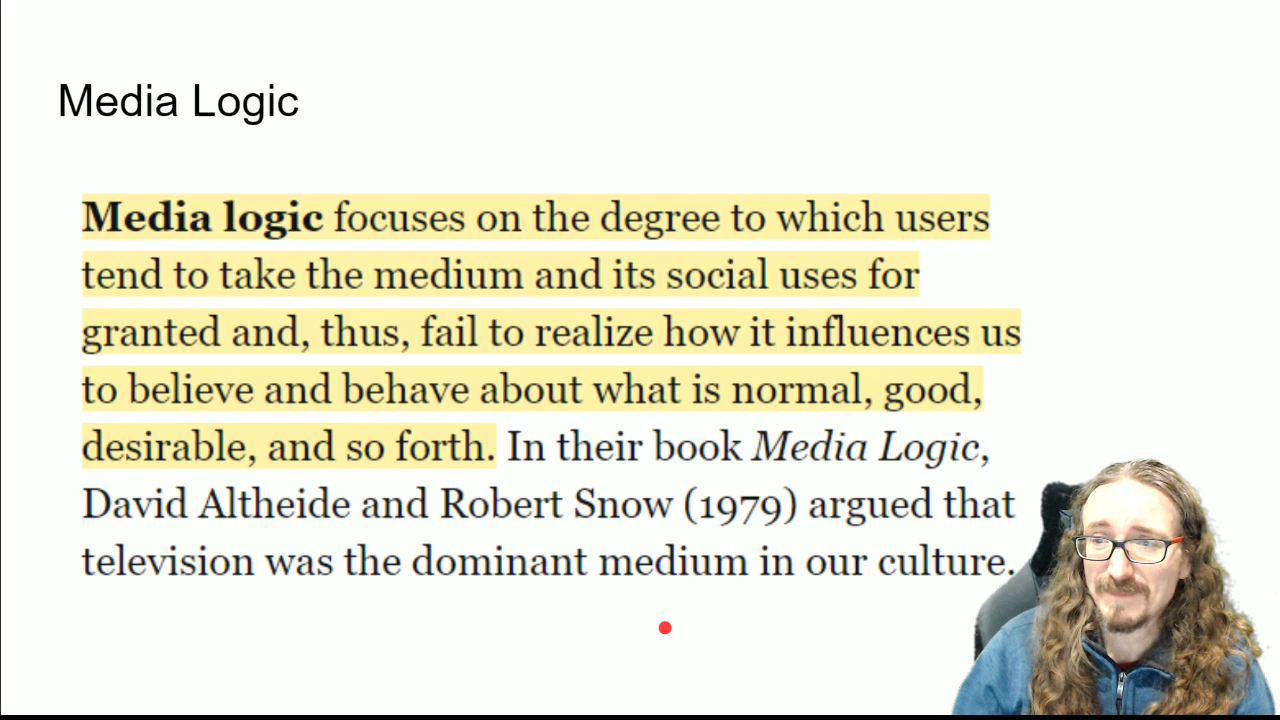 Media Logic
Media logic focuses on the degree to which users
tend to take the medium and its social uses for
granted and, thus, fail to realize how it influences us
to believe and behave about what is normal, good,
desirable, and so forth. In their book Media Logic,
David Altheide and Robert Snow (1979) argued that
television was the dominant medium in our culture.